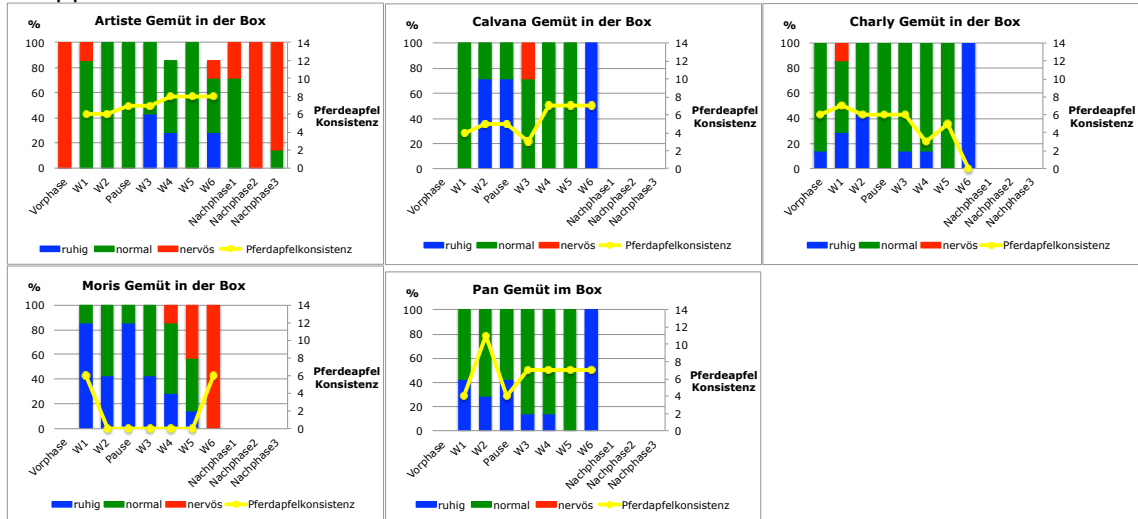 Artiste Gemüt in der Box
%
100
80
60
40
20
0
14
12
10
8
6
4
2
0
Pferdeapfel
Konsistenz
Vorphase
W1
W2
Pause
W3
W4
W5
W6
Nachphase1
Nachphase2
Nachphase3
ruhig normal nervös Pferdapfelkonsistenz
Calvana Gemüt in der Box
%
100
80
60
40
20
0
14
12
10
8
6
4
2
0
Pferdeapfel
Konsistenz
Vorphase
W1
W2
Pause
W3
W4
W5
W6
Nachphase1
Nachphase2
Nachphase3
ruhig normal nervös Pferdapfelkonsistenz
Charly Gemüt in der Box
%
100
80
60
40
20
0
14
12
10
8
6
4
2
0
Pferdeapfel
Konsistenz
Vorphase
W1
W2
Pause
W3
W4
W5
W6
Nachphase1
Nachphase2
Nachphase3
ruhig normal nervös Pferdapfelkonsistenz
Moris Gemüt in der Box
%
100
80
60
40
20
0
14
12
10
8
6
4
2
0
Pferdeapfel
Konsistenz
Vorphase
W1
W2
Pause
W3
W4
W5
W6
Nachphase1
Nachphase2
Nachphase3
ruhig normal nervös Pferdapfelkonsistenz
Pan Gemüt im Box
%
100
80
60
40
20
0
14
12
10
8
6
4
2
0
Pferdeapfel
Konsistenz
Vorphase
W1
W2
Pause
W3
W4
W5
W6
Nachphase1
Nachphase2
Nachphase3
ruhig normal nervös Pferdapfelkonsistenz